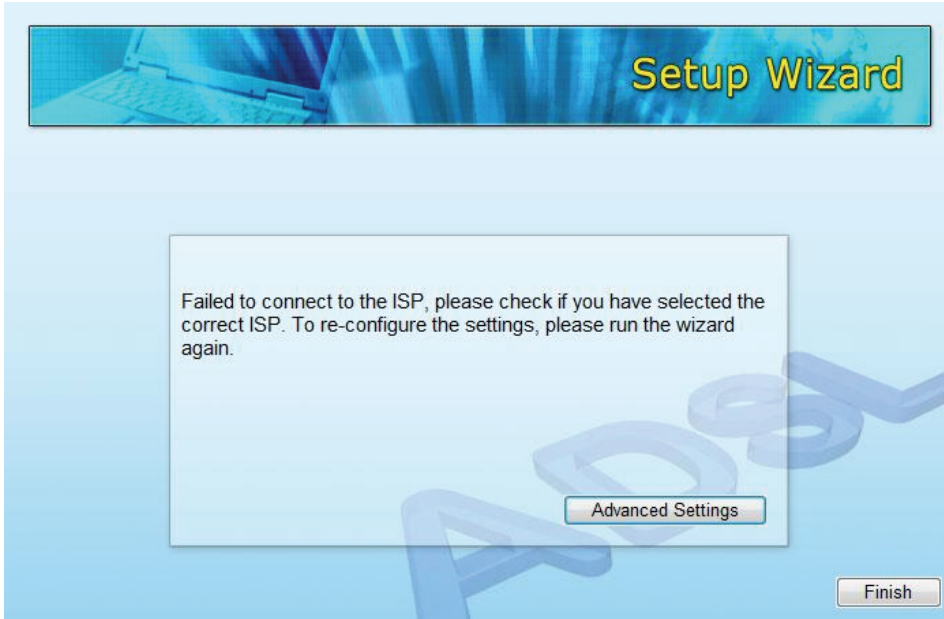 Setup Wizard
Failed to connect to the ISP, please check if you have selected the
correct ISP. To re-configure the settings, please run the wizard
again.
ADSL
Advanced Settings
Finish